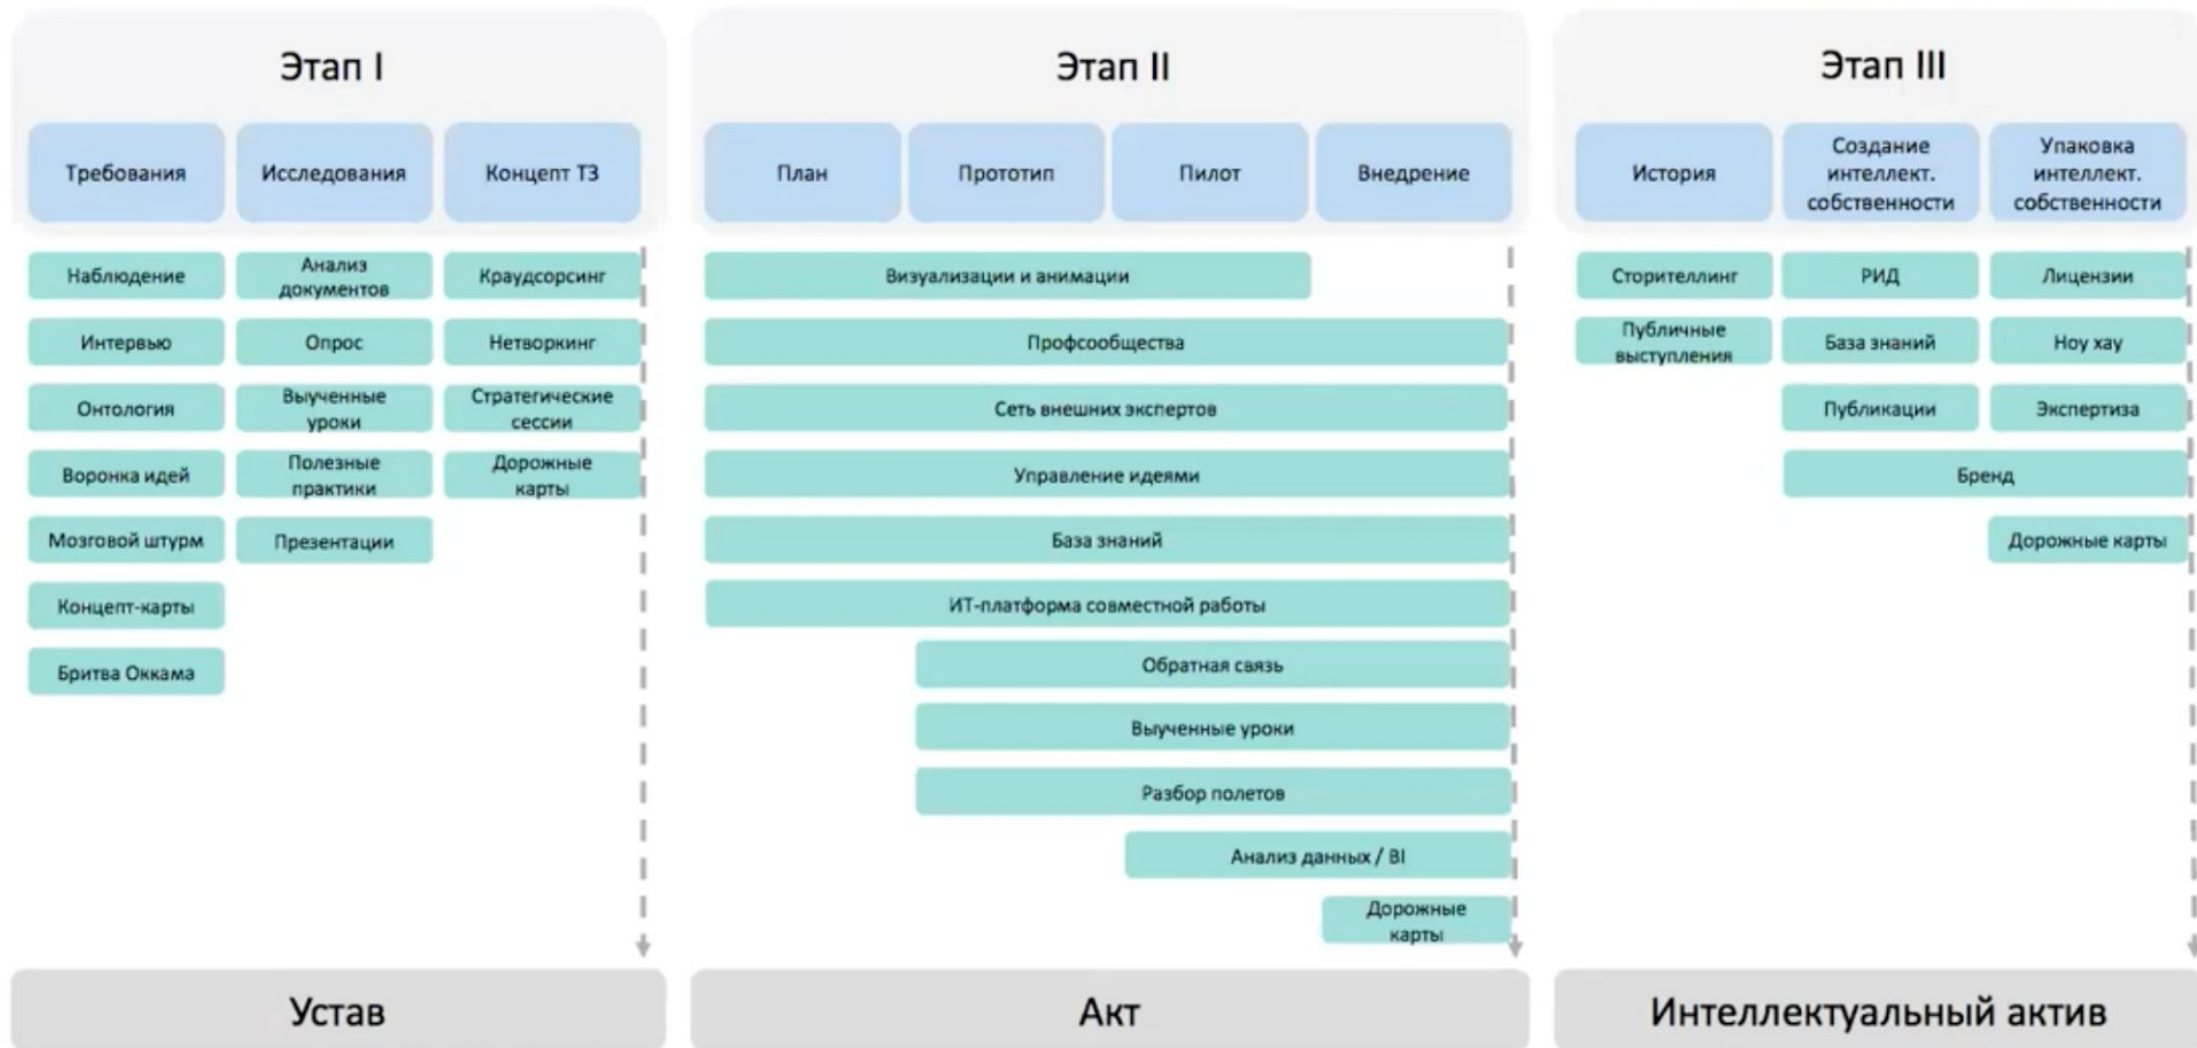 Этап I
Требования
Исследования
Концепт ТЗ
Наблюдение
Интервью
Онтология
Воронка идей
Мозговой штурм
Концепт-карты
Бритва Оккама
Анализ
документов
Опрос
Выученные
уроки
Полезные
практики
Презентации
Краудсорсинг
Нетворкинг
Стратегические
сессии
Дорожные
карты
Устав
Этап II
План
Прототип
Пилот
Внедрение
Визуализации и анимации
Профсообщества
Сеть внешних экспертов
Управление идеями
База знаний
ИТ-платформа совместной работы
Обратная связь
Выученные уроки
Разбор полетов
Анализ данных / BI
Дорожные
карты
Акт
Этап III
История
Создание
интеллект.
собственности
Упаковка
интеллект.
собственности
Сторителлинг
Публичные
выступления
РИД
База знаний
Публикации
Лицензии
Ноу хау
Экспертиза
Бренд
Дорожные карты
Интеллектуальный актив